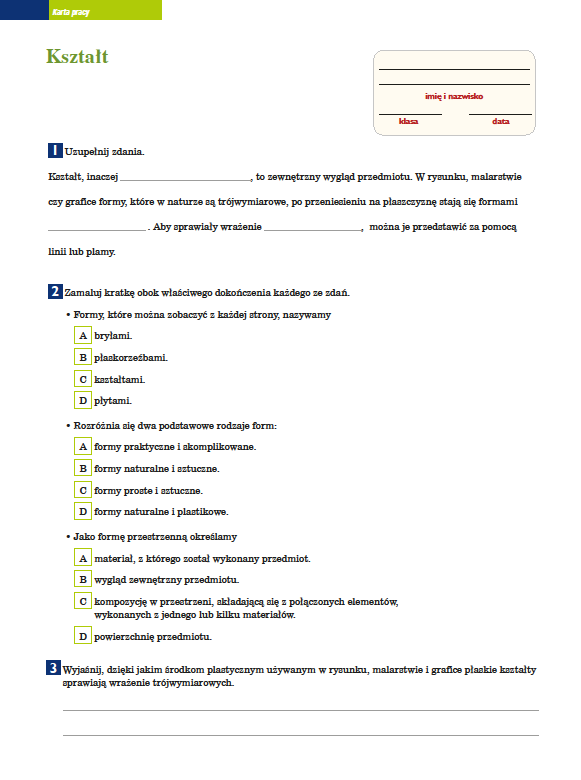 Karta pracy
Kształt
imię i nazwisko
klasa data
1 Uzupełnij zdania.
Kształt, inaczej ______, to zewnętrzny wygląd przedmiotu. W rysunku, malarstwie
czy grafice formy, które w naturze są trójwymiarowe, po przeniesieniu na płaszczyznę stają się formami
______. Aby sprawiały wrażenie ______, można je przedstawić za pomocą
linii lub plamy.
2 Zamaluj kratkę obok właściwego dokończenia każdego ze zdań.
• Formy, które można zobaczyć z każdej strony, nazywamy
A bryłami.
B płaskorzeźbami.
C kształtami.
D płytami.
• Rozróżnia się dwa podstawowe rodzaje form:
A formy praktyczne i skomplikowane.
B formy naturalne i sztuczne.
C formy proste i sztuczne.
D formy naturalne i plastikowe.
• Jako formę przestrzenną określamy
A materiał, z którego został wykonany przedmiot.
B wygląd zewnętrzny przedmiotu.
C kompozycję w przestrzeni, składającą się z połączonych elementów,
wykonanych z jednego lub kilku materiałów.
D powierzchnię przedmiotu.
3 Wyjaśnij, dzięki jakim środkom plastycznym używanym w rysunku, malarstwie i grafice płaskie kształty
sprawiają wrażenie trójwymiarowych.